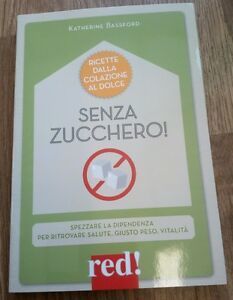 KATHERINE BASSFORD
RICETTE
DALLA
COLAZIONE
AL DOLCE
SENZA
ZUCCHERO!
SPEZZARE LA DIPENDENZA
PER RITROVARE SALUTE, GIUSTO PESO, VITALITÀ
red!